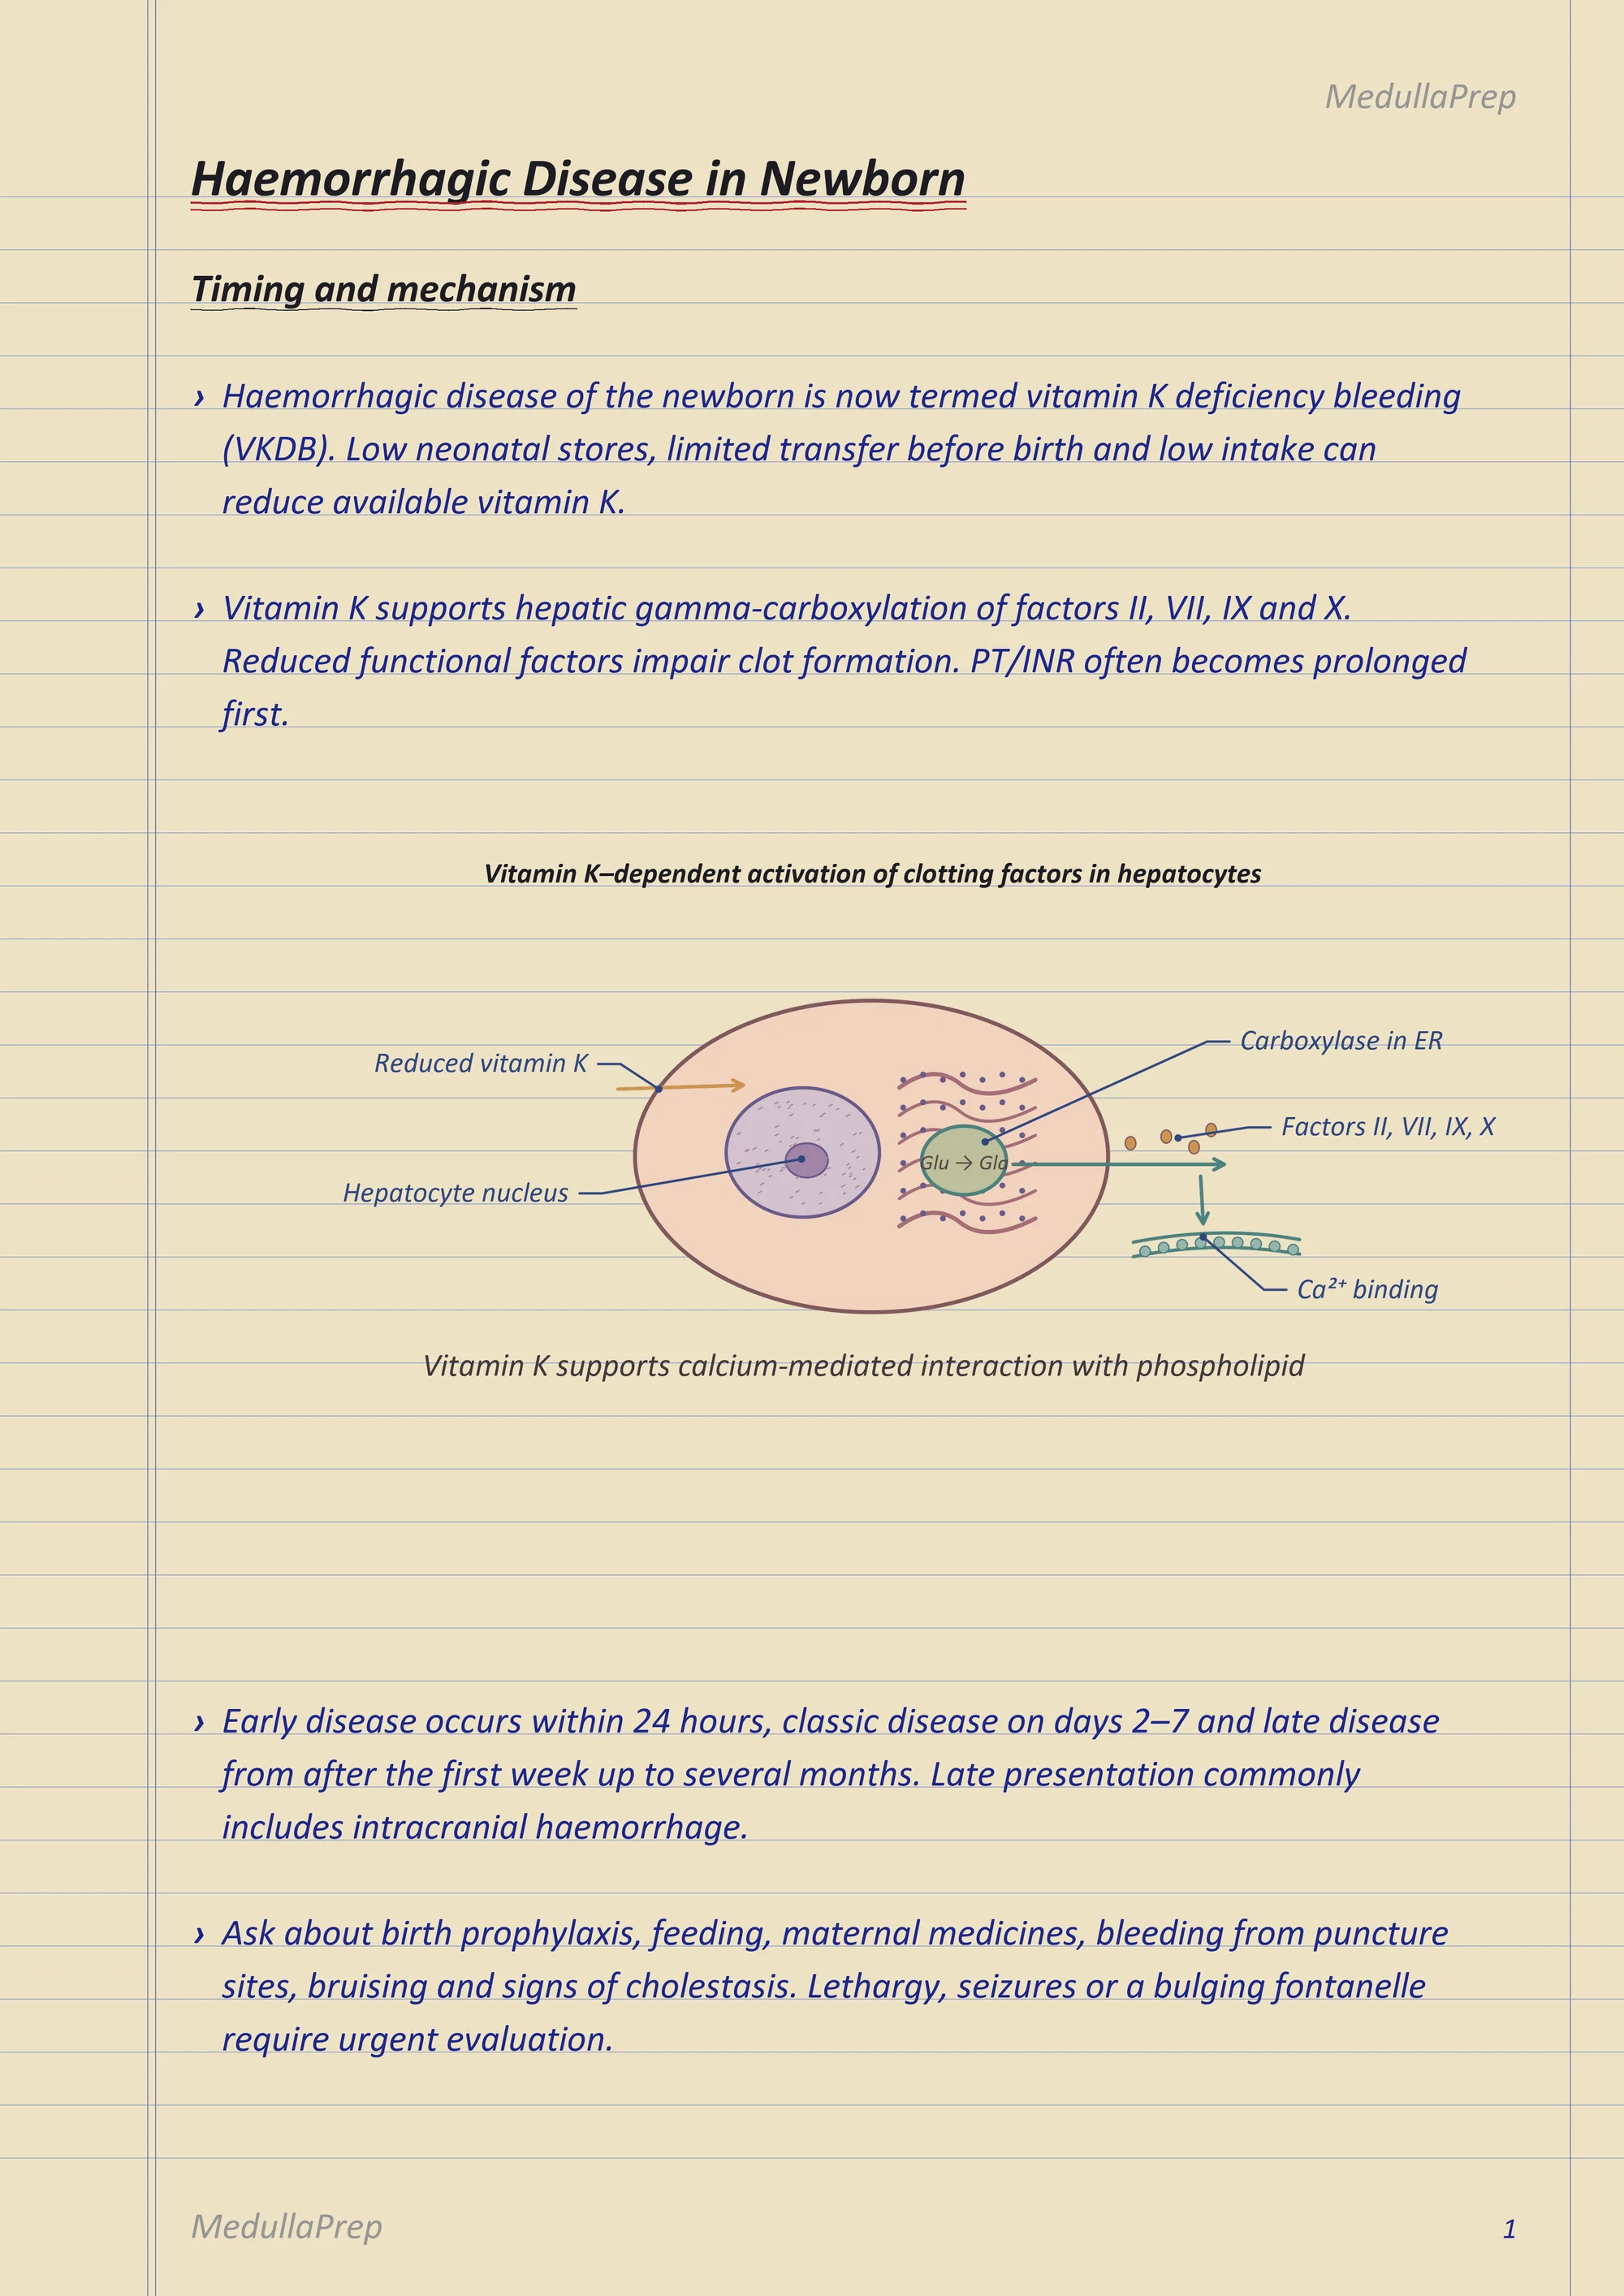 MedullaPrep
Haemorrhagic Disease in Newborn
Timing and mechanism
› Haemorrhagic disease of the newborn is now termed vitamin K deficiency bleeding
(VKDB). Low neonatal stores, limited transfer before birth and low intake can
reduce available vitamin K.
› Vitamin K supports hepatic gamma-carboxylation of factors II, VII, IX and X.
Reduced functional factors impair clot formation. PT/INR often becomes prolonged
first.
Vitamin K–dependent activation of clotting factors in hepatocytes
Carboxylase in ER
Reduced vitamin K
Factors II, VII, IX, X
Glu → Gla
Hepatocyte nucleus
Ca²⁺ binding
Vitamin K supports calcium-mediated interaction with phospholipid
› Early disease occurs within 24 hours, classic disease on days 2–7 and late disease
from after the first week up to several months. Late presentation commonly
includes intracranial haemorrhage.
› Ask about birth prophylaxis, feeding, maternal medicines, bleeding from puncture
sites, bruising and signs of cholestasis. Lethargy, seizures or a bulging fontanelle
require urgent evaluation.
MedullaPrep
1